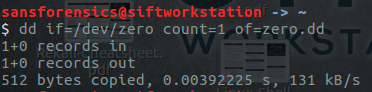 sansforensics@siftworkstation -> ~
$ dd if=/dev/zero count=1 of=zero.dd
1+0 records in
1+0 records out
512 bytes copied, 0.00392225 s, 131 kB/s